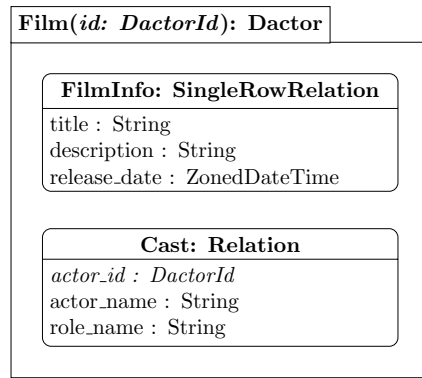 Film(id: DactorId): Dactor
FilmInfo: SingleRowRelation
title : String
description : String
release_date : ZonedDateTime
Cast: Relation
actor_id : DactorId
actor_name : String
role_name : String